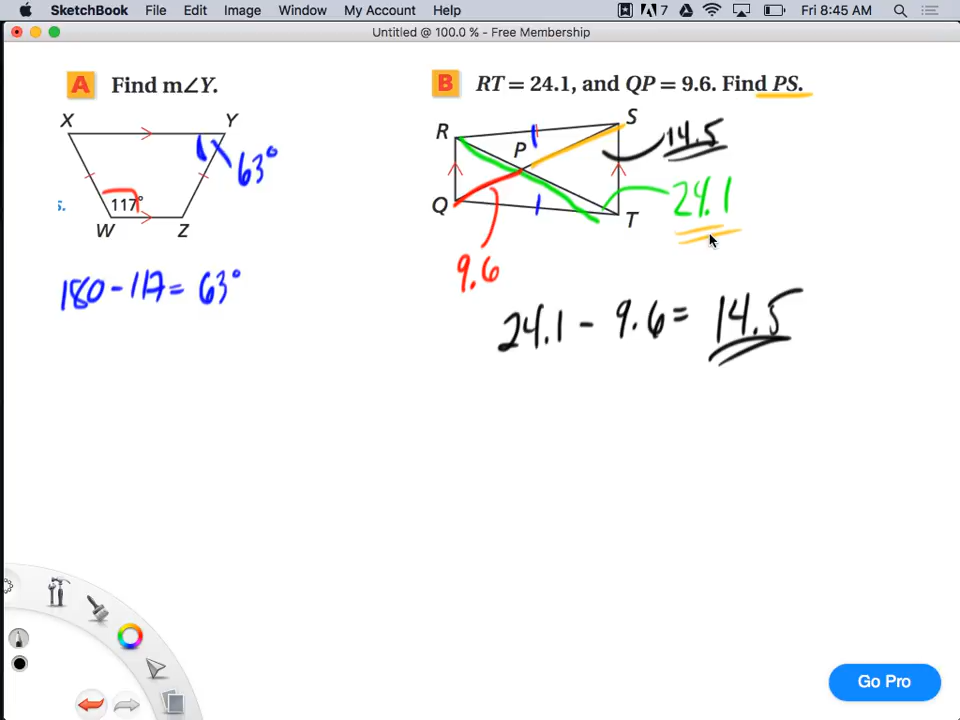 SketchBook File Edit Image Window My Account Help 7 Fri 8:45 AM
Untitled @ 100.0 % - Free Membership
A Find m∠Y.
X Y
63°
117°
W Z
s.
180 - 117 = 63°
B RT = 24.1, and QP = 9.6. Find PS.
R P S
14.5
24.1
Q T
9.6
24.1 - 9.6 = 14.5
Go Pro